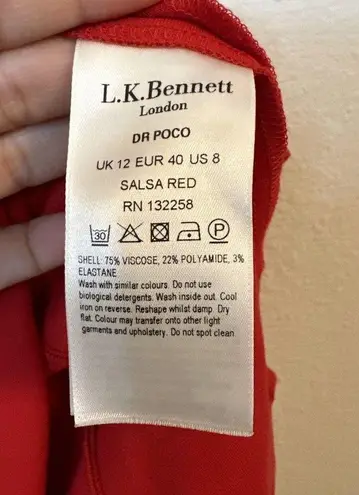 L.K.Bennett
London
DR POCO
UK 12 EUR 40 US 8
SALSA RED
RN 132258
30 P
SHELL: 75% VISCOSE, 22% POLYAMIDE, 3%
ELASTANE
Wash with similar colours. Do not use
biological detergents. Wash inside out. Cool
iron on reverse. Reshape whilst damp. Dry
flat. Colour may transfer onto other light
garments and upholstery. Do not spot clean.